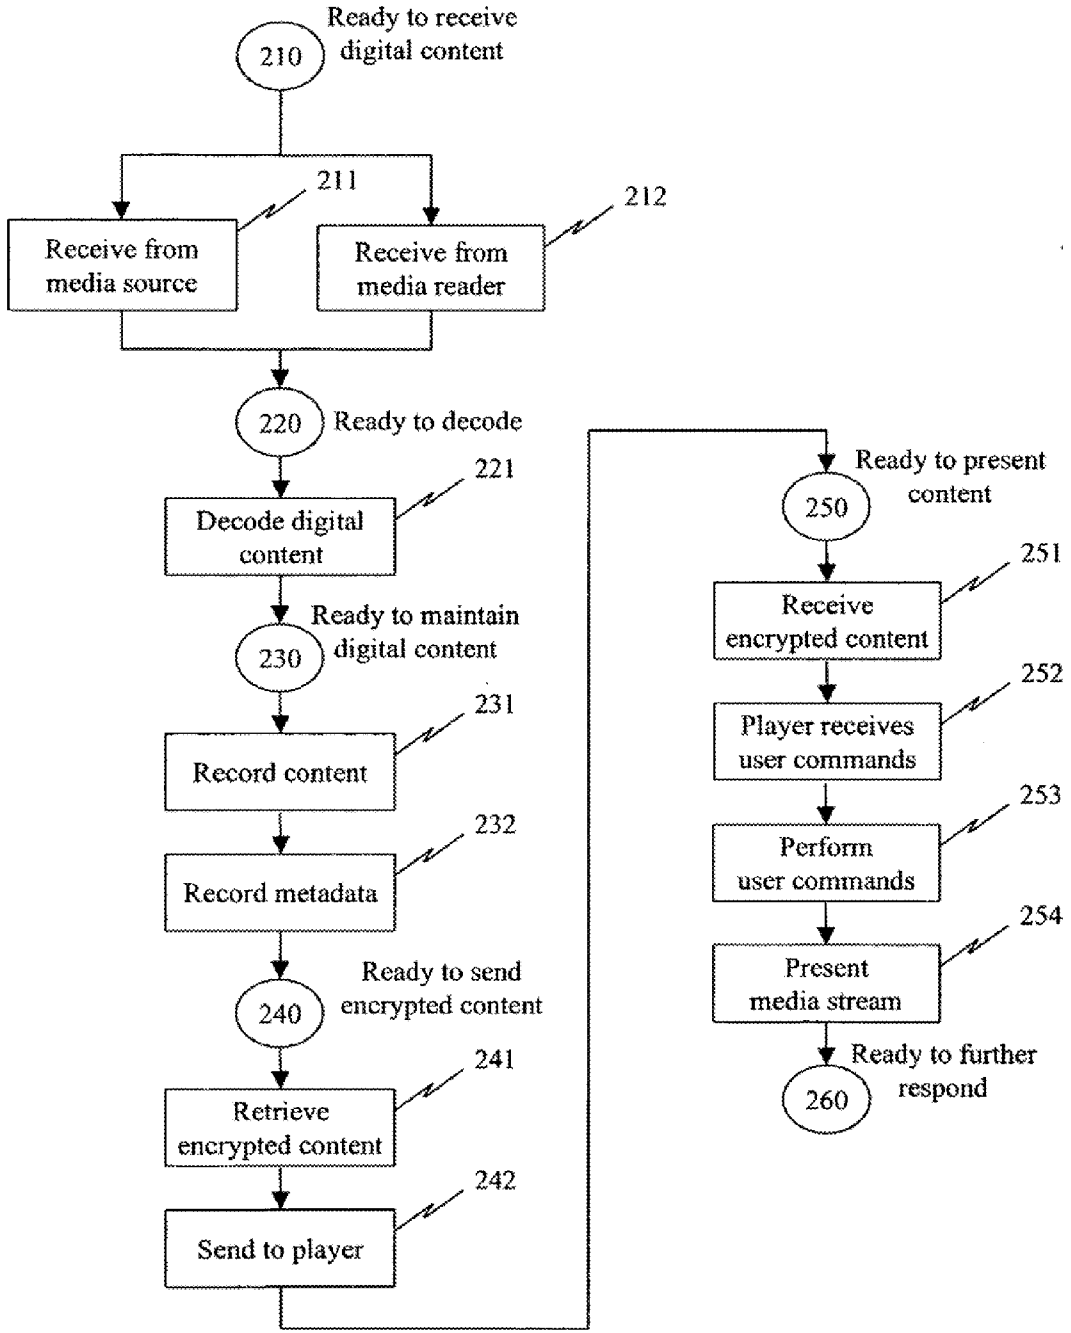 Ready to receive
digital content
210
211
212
Receive from
media source
Receive from
media reader
220
Ready to decode
221
Decode digital
content
Ready to maintain
digital content
230
231
Record content
232
Record metadata
Ready to send
encrypted content
240
241
Retrieve
encrypted content
242
Send to player
Ready to present
content
250
251
Receive
encrypted content
252
Player receives
user commands
253
Perform
user commands
254
Present
media stream
Ready to further
respond
260